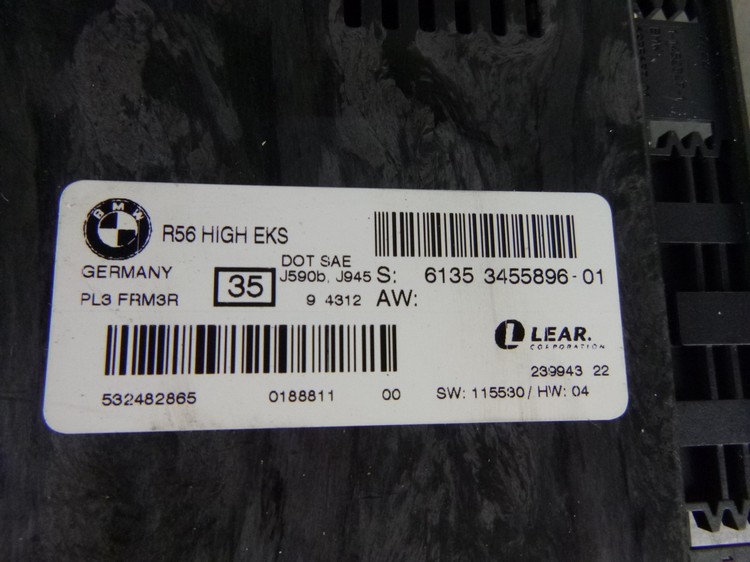 BMW
R56 HIGH EKS
GERMANY
PL3 FRM3R
35
DOT SAE
J590b, J945
9 4312
S: 6135 3455896-01
AW:
LEAR.
CORPORATION
239943 22
532482865 0188811 00
SW: 115530 / HW: 04